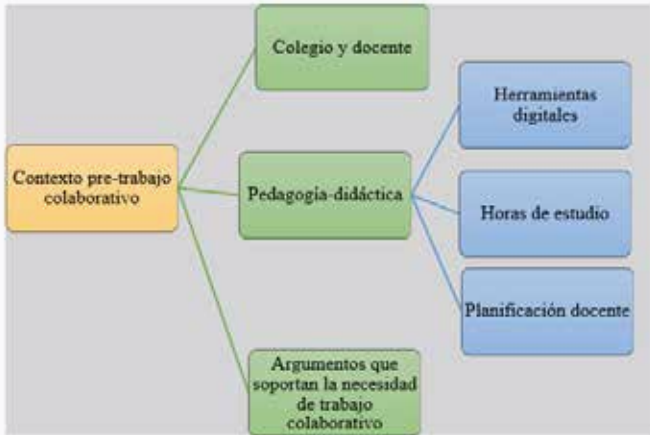 Colegio y docente
Herramientas
digitales
Contexto pre-trabajo
colaborativo
Pedagogía-didáctica
Horas de estudio
Planificación docente
Argumentos que
soportan la necesidad
de trabajo
colaborativo